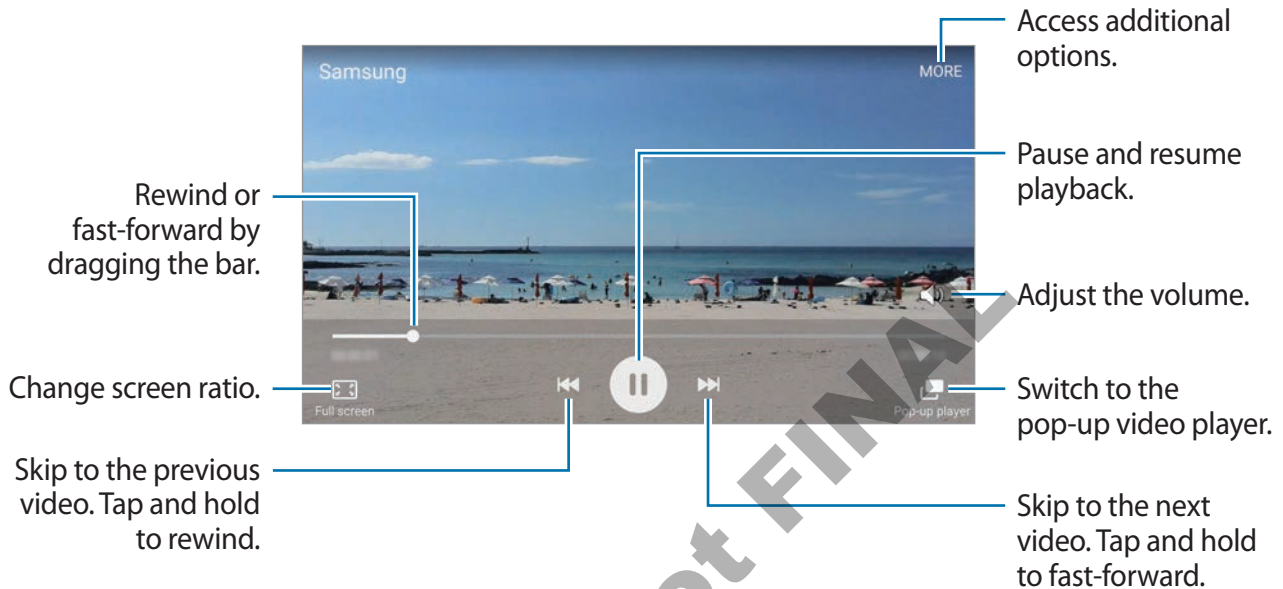 Access additional
options.
Samsung
MORE
Pause and resume
playback.
Rewind or
fast-forward by
dragging the bar.
Adjust the volume.
Change screen ratio.
Full screen
Pop-up player
Switch to the
pop-up video player.
Skip to the previous
video. Tap and hold
to rewind.
Skip to the next
video. Tap and hold
to fast-forward.
FINAL